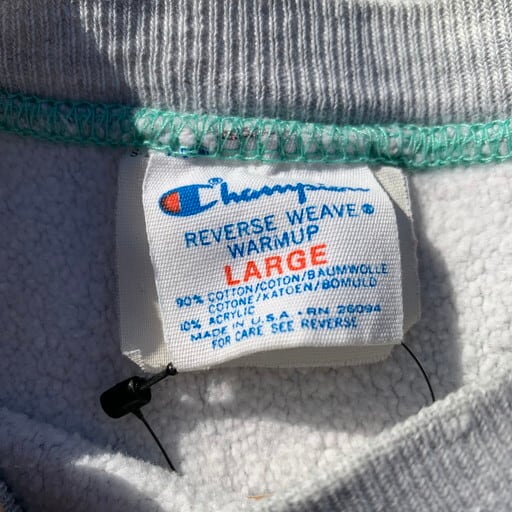 Champion
REVERSE WEAVE®
WARMUP
LARGE
90% COTTON/COTON/BAUMWOLLE
COTONE/KATOEN/BOMULD
10% ACRYLIC
MADE IN U.S.A. • RN 26094
FOR CARE SEE REVERSE